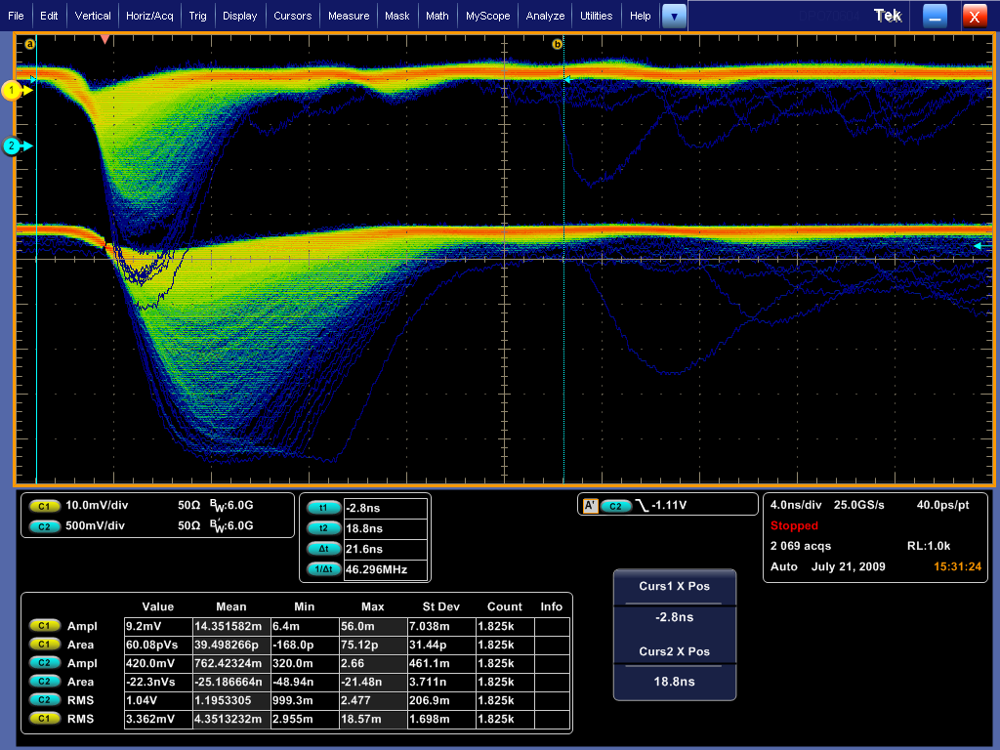 File Edit Vertical Horiz/Acq Trig Display Cursors Measure Mask Math MyScope Analyze Utilities Help Tek X
a b
1
2
C1 10.0mV/div 50Ω BW:6.0G
C2 500mV/div 50Ω BW:6.0G
t1 -2.8ns
t2 18.8ns
Δt 21.6ns
1/Δt 46.296MHz
A' C2 -1.11V
4.0ns/div 25.0GS/s 40.0ps/pt
Stopped
2 069 acqs RL:1.0k
Auto July 21, 2009 15:31:24
Curs1 X Pos
-2.8ns
Curs2 X Pos
18.8ns
Value Mean Min Max St Dev Count Info
C1 Ampl 9.2mV 14.351582m 6.4m 56.0m 7.038m 1.825k
C1 Area 60.08pVs 39.498266p -168.0p 75.12p 31.44p 1.825k
C2 Ampl 420.0mV 762.42324m 320.0m 2.66 461.1m 1.825k
C2 Area -22.3nVs -25.186664n -48.94n -21.48n 3.711n 1.825k
C2 RMS 1.04V 1.1953305 999.3m 2.477 206.9m 1.825k
C1 RMS 3.362mV 4.3513232m 2.955m 18.57m 1.698m 1.825k